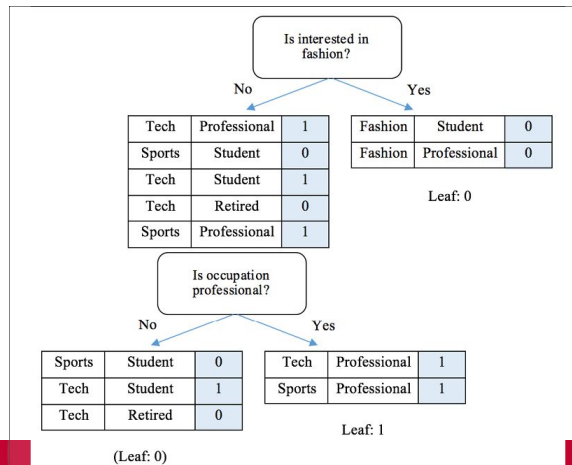 Is interested in
fashion?
No
Yes
Tech Professional 1
Sports Student 0
Tech Student 1
Tech Retired 0
Sports Professional 1
Fashion Student 0
Fashion Professional 0
Leaf: 0
Is occupation
professional?
No
Yes
Sports Student 0
Tech Student 1
Tech Retired 0
Tech Professional 1
Sports Professional 1
Leaf: 1
(Leaf: 0)